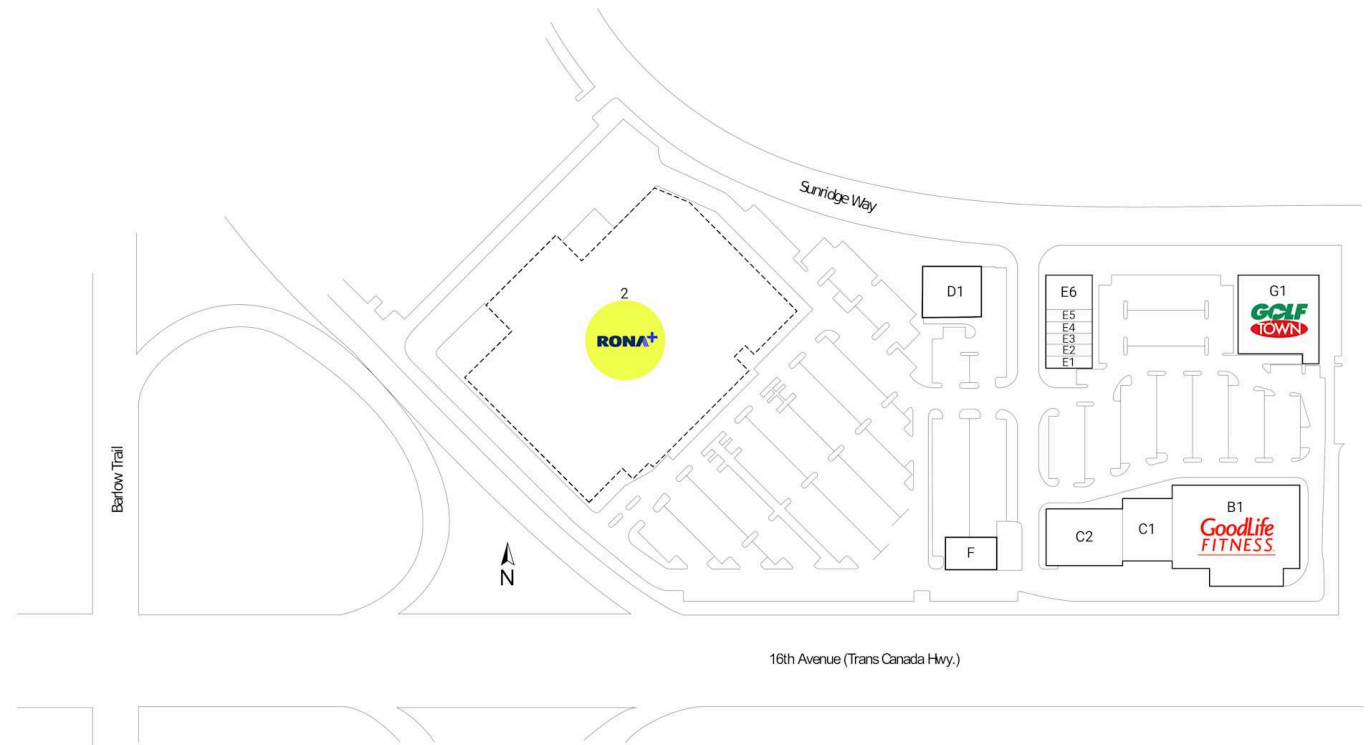 Sunridge Way
2
RONA+
D1
E6
E5
E4
E3
E2
E1
G1
GOLF
TOWN
Barlow Trail
B1
GoodLife
FITNESS
C1
C2
F
N
16th Avenue (Trans Canada Hwy.)